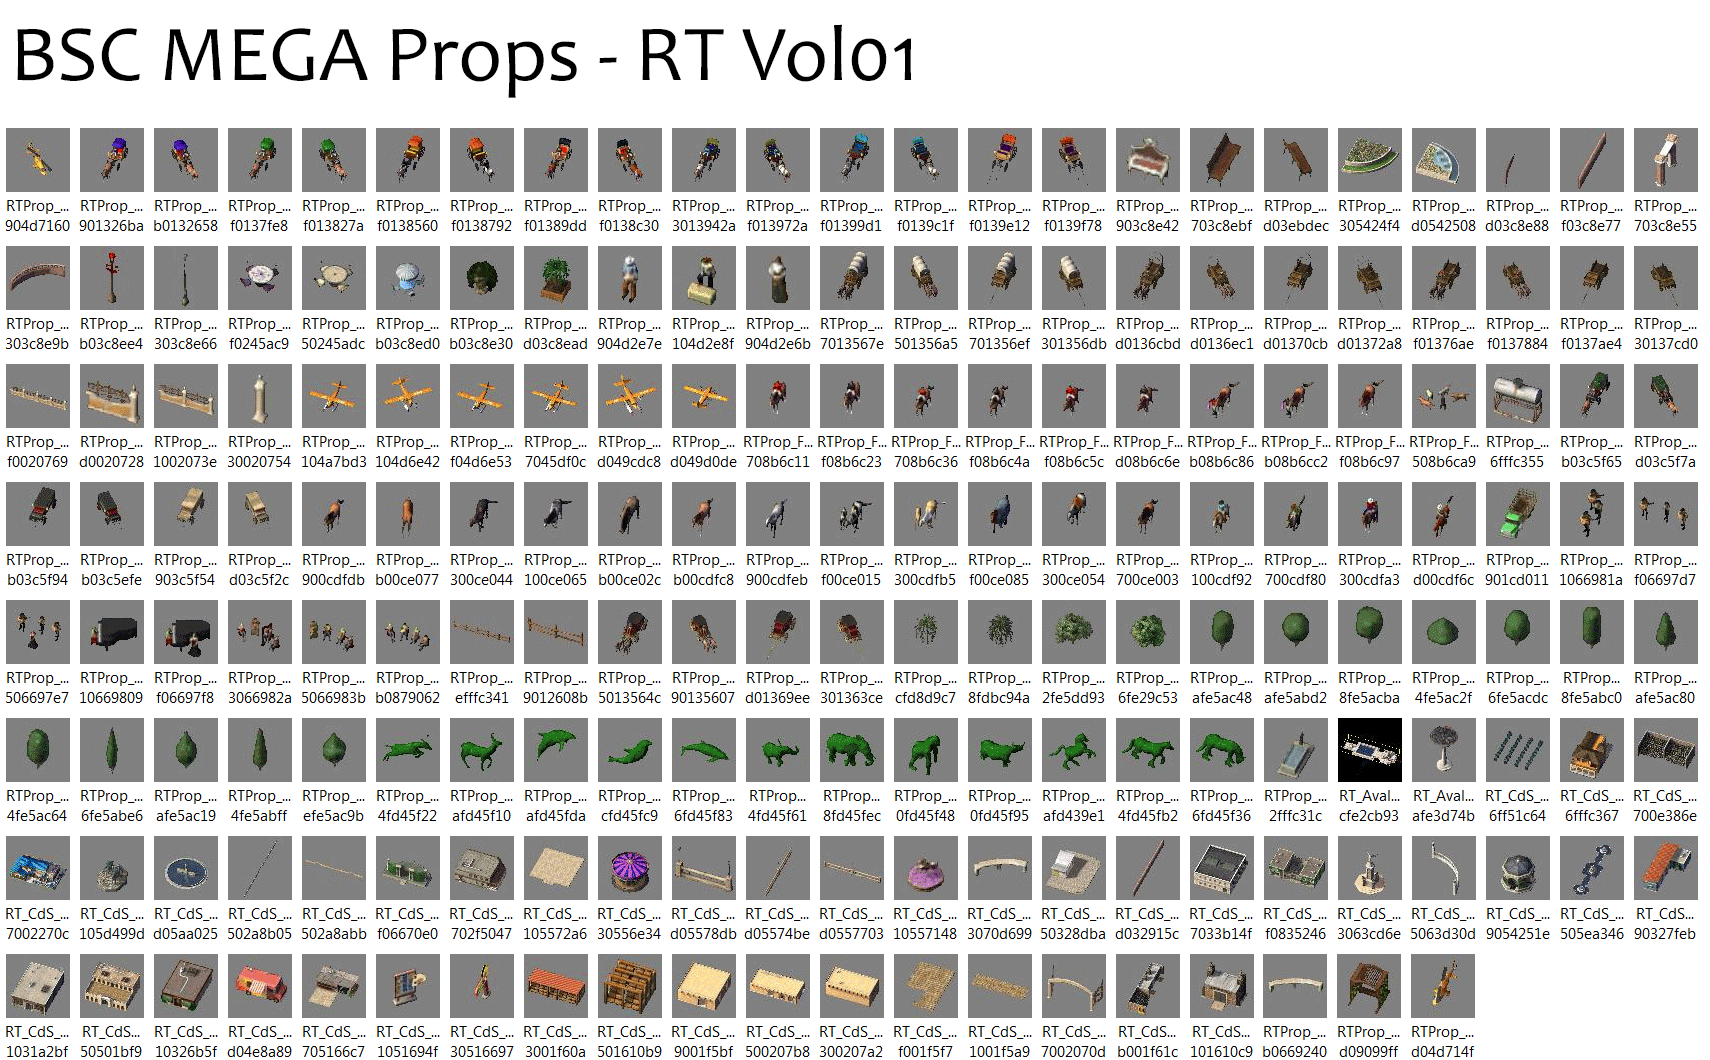 BSC MEGA Props - RT Vol01
RTProp_... RTProp_... RTProp_... RTProp_... RTProp_... RTProp_... RTProp_... RTProp_... RTProp_... RTProp_... RTProp_... RTProp_... RTProp_... RTProp_... RTProp_... RTProp_... RTProp_... RTProp_... RTProp_... RTProp_... RTProp_... RTProp_... RTProp_...
904d7160 901326ba b0132658 f0137fe8 f013827a f0138560 f0138792 f01389dd f0138c30 3013942a f013972a f01399d1 f0139c1f f0139e12 f0139f78 903c8e42 703c8ebf d03ebdec 305424f4 d0542508 d03c8e88 f03c8e77 703c8e55
RTProp_... RTProp_... RTProp_... RTProp_... RTProp_... RTProp_... RTProp_... RTProp_... RTProp_... RTProp_... RTProp_... RTProp_... RTProp_... RTProp_... RTProp_... RTProp_... RTProp_... RTProp_... RTProp_... RTProp_... RTProp_... RTProp_... RTProp_...
303c8e9b b03c8ee4 303c8e66 f0245ac9 50245adc b03c8ed0 b03c8e30 d03c8ead 904d2e7e 104d2e8f 904d2e6b 7013567e 501356a5 701356ef 301356db d0136cbd d0136ec1 d01370cb d01372a8 f01376ae f0137884 f0137ae4 30137cd0
RTProp_... RTProp_... RTProp_... RTProp_... RTProp_... RTProp_... RTProp_... RTProp_... RTProp_... RTProp_... RTProp_F... RTProp_F... RTProp_F... RTProp_F... RTProp_F... RTProp_F... RTProp_F... RTProp_F... RTProp_F... RTProp_F... RTProp_... RTProp_... RTProp_...
f0020769 d0020728 1002073e 30020754 104a7bd3 104d6e42 f04d6e53 7045df0c d049cdc8 d049d0de 708b6c11 f08b6c23 708b6c36 f08b6c4a f08b6c5c d08b6c6e b08b6c86 b08b6cc2 f08b6c97 508b6ca9 6fffc355 b03c5f65 d03c5f7a
RTProp_... RTProp_... RTProp_... RTProp_... RTProp_... RTProp_... RTProp_... RTProp_... RTProp_... RTProp_... RTProp_... RTProp_... RTProp_... RTProp_... RTProp_... RTProp_... RTProp_... RTProp_... RTProp_... RTProp_... RTProp_... RTProp_... RTProp_...
b03c5f94 b03c5efe 903c5f54 d03c5f2c 900cdfdb b00ce077 300ce044 100ce065 b00ce02c b00cdfc8 900cdfeb f00ce015 300cdfb5 f00ce085 300ce054 700ce003 100cdf92 700cdf80 300cdfa3 d00cdf6c 901cd011 1066981a f06697d7
RTProp_... RTProp_... RTProp_... RTProp_... RTProp_... RTProp_... RTProp_... RTProp_... RTProp_... RTProp_... RTProp_... RTProp_... RTProp_... RTProp_... RTProp_... RTProp_... RTProp_... RTProp_... RTProp_... RTProp_... RTProp_... RTProp... RTProp_...
506697e7 10669809 f06697f8 3066982a 5066983b b0879062 efffc341 9012608b 5013564c 90135607 d01369ee 301363ce cfd8d9c7 8fdbc94a 2fe5dd93 6fe29c53 afe5ac48 afe5abd2 8fe5acba 4fe5ac2f 6fe5acdc 8fe5abc0 afe5ac80
RTProp_... RTProp_... RTProp_... RTProp_... RTProp_... RTProp_... RTProp_... RTProp_... RTProp_... RTProp_... RTProp... RTProp... RTProp_... RTProp_... RTProp_... RTProp_... RTProp_... RTProp_... RT_Aval... RT_Aval... RT_CdS_... RT_CdS_... RT_CdS_...
4fe5ac64 6fe5abe6 afe5ac19 4fe5abff efe5ac9b 4fd45f22 afd45f10 afd45fda cfd45fc9 6fd45f83 4fd45f61 8fd45fec 0fd45f48 0fd45f95 afd439e1 4fd45fb2 6fd45f36 2fffc31c cfe2cb93 afe3d74b 6ff51c64 6fffc367 700e386e
RT_CdS_... RT_CdS_... RT_CdS_... RT_CdS_... RT_CdS_... RT_CdS_... RT_CdS_... RT_CdS_... RT_CdS_... RT_CdS_... RT_CdS_... RT_CdS_... RT_CdS_... RT_CdS_... RT_CdS_... RT_CdS_... RT_CdS_... RT_CdS_... RT_CdS_... RT_CdS_... RT_CdS_... RT_CdS_... RT_CdS...
7002270c 105d499d d05aa025 502a8b05 502a8abb f06670e0 702f5047 105572a6 30556e34 d05578db d05574be d0557703 10557148 3070d699 50328dba d032915c 7033b14f f0835246 3063cd6e 5063d30d 9054251e 505ea346 90327feb
RT_CdS_... RT_CdS... RT_CdS_... RT_CdS_... RT_CdS_... RT_CdS_... RT_CdS_... RT_CdS_... RT_CdS_... RT_CdS_... RT_CdS_... RT_CdS_... RT_CdS_... RT_CdS_... RT_CdS_... RT_CdS... RT_CdS... RTProp_... RTProp_... RTProp_...
1031a2bf 50501bf9 10326b5f d04e8a89 705166c7 1051694f 30516697 3001f60a 501610b9 9001f5bf 500207b8 300207a2 f001f5f7 1001f5a9 7002070d b001f61c 101610c9 b0669240 d09099ff d04d714f